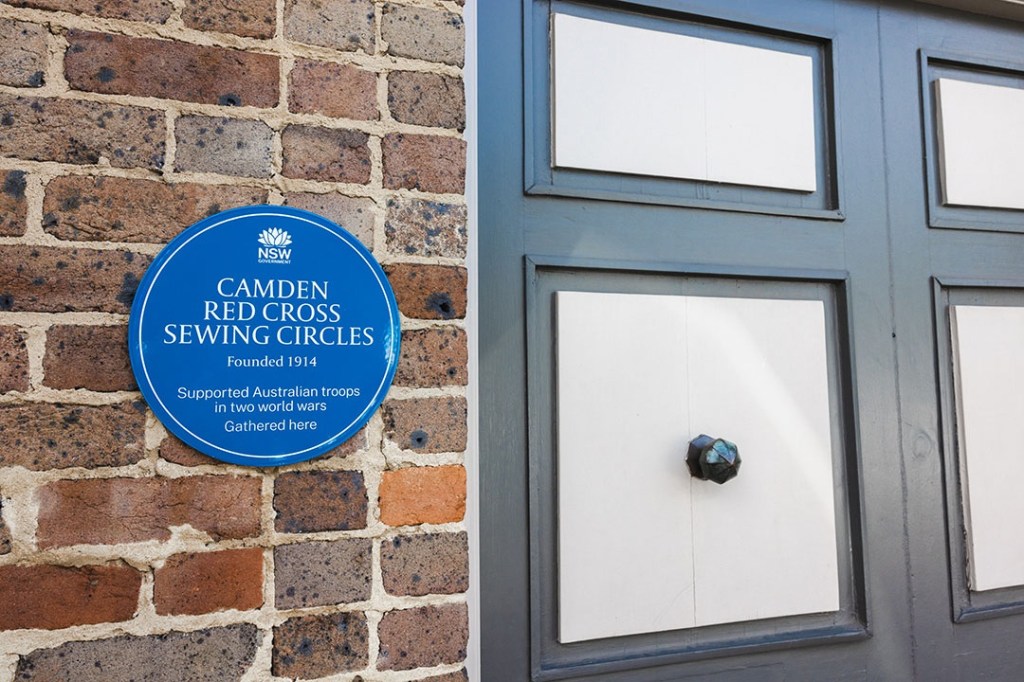 NSW
GOVERNMENT
CAMDEN
RED CROSS
SEWING CIRCLES
Founded 1914
Supported Australian troops
in two world wars
Gathered here